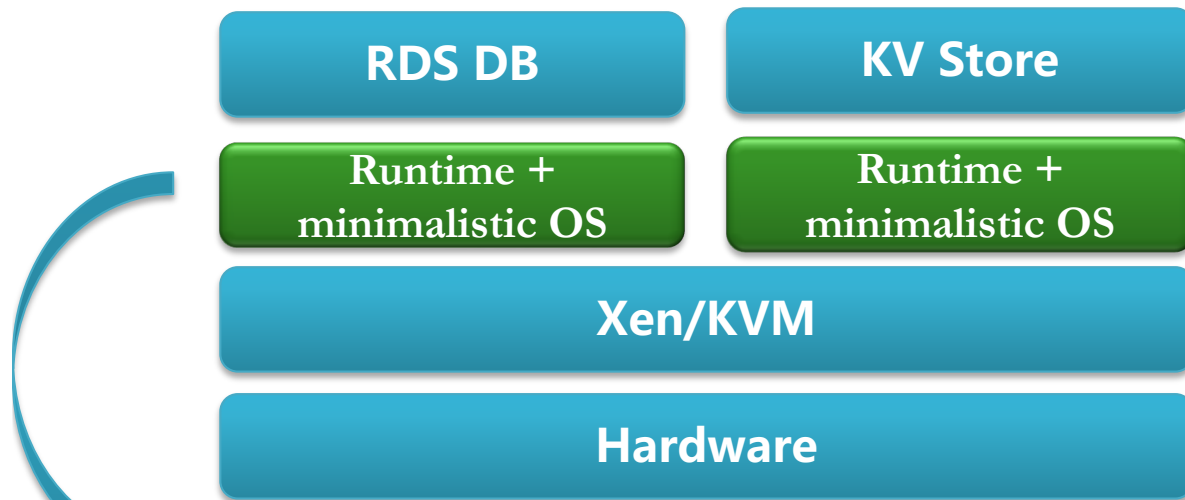 RDS DB
KV Store
Runtime +
minimalistic OS
Runtime +
minimalistic OS
Xen/KVM
Hardware